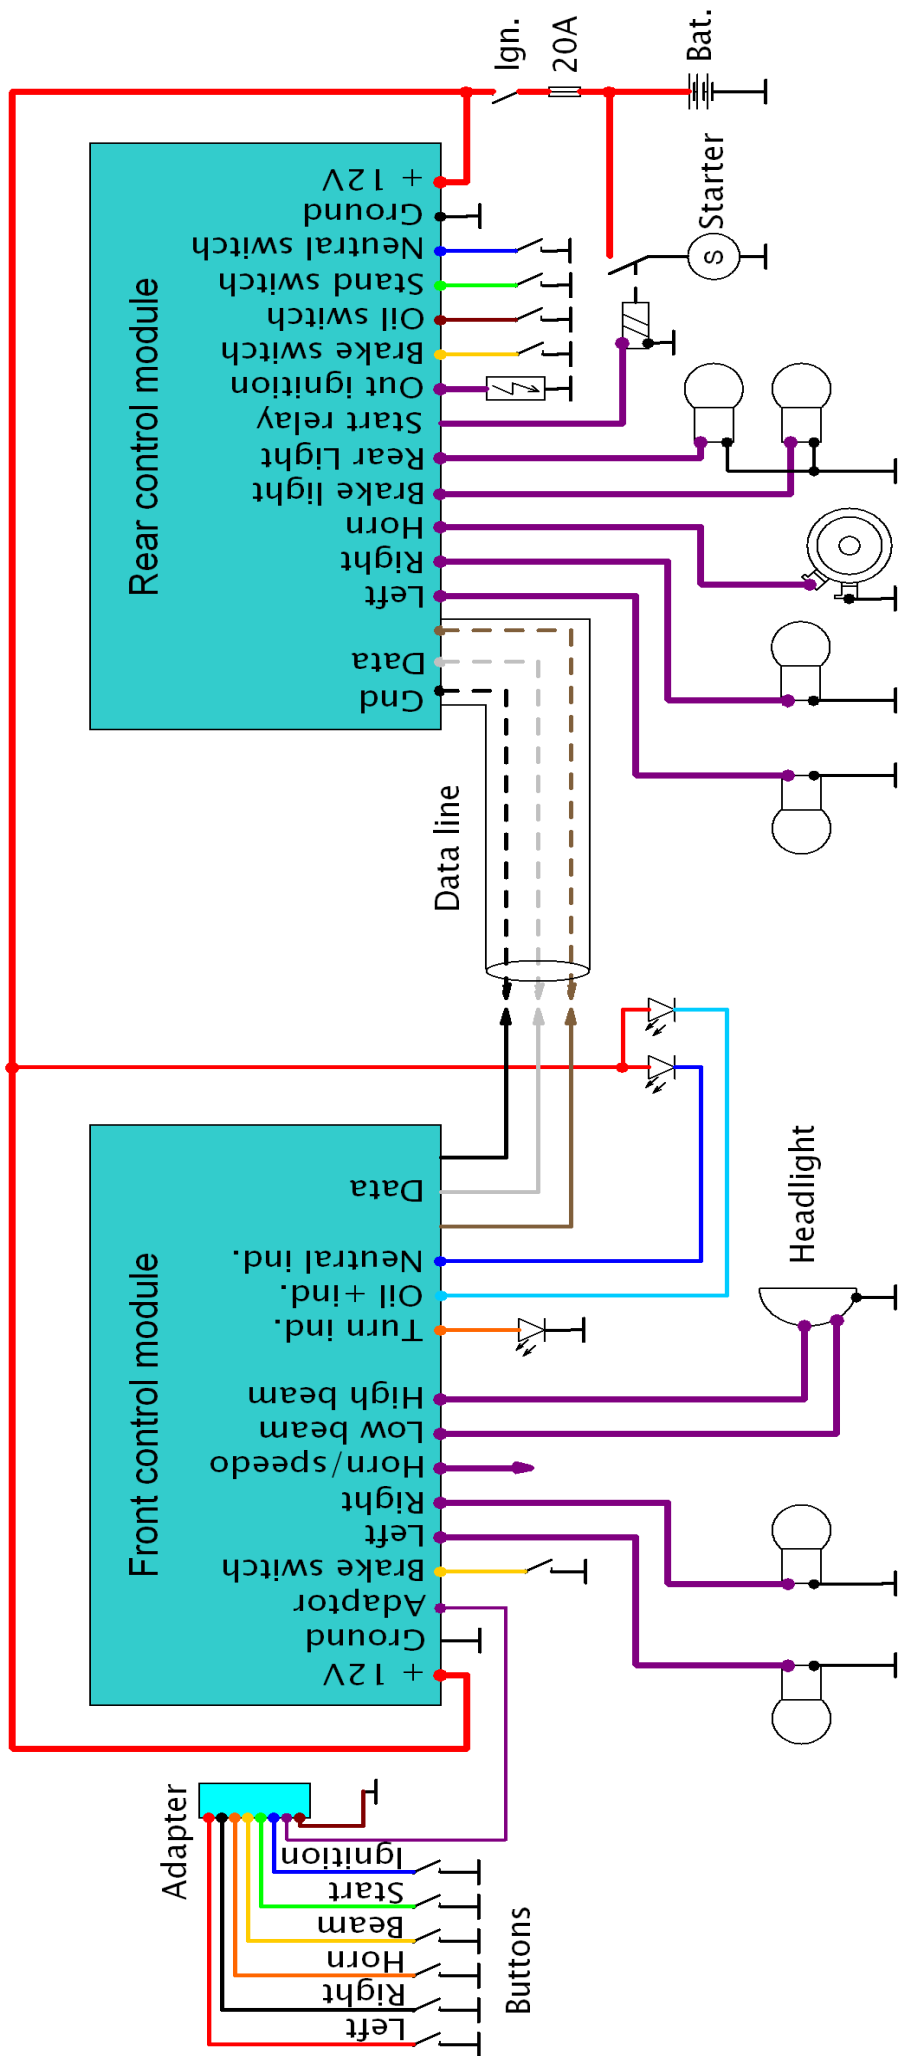 Ign.
20A
Bat.
Starter
S
Rear control module
+ 12V
Ground
Neutral switch
Stand switch
Oil switch
Brake switch
Out ignition
Start relay
Rear Light
Brake light
Horn
Right
Left
Data
Gnd
Data line
Front control module
Data
Neutral ind.
Oil +ind.
Turn ind.
High beam
Low beam
Horn/speedo
Right
Left
Brake switch
Adaptor
Ground
+ 12V
Headlight
Adapter
Ignition
Start
Beam
Horn
Right
Left
Buttons